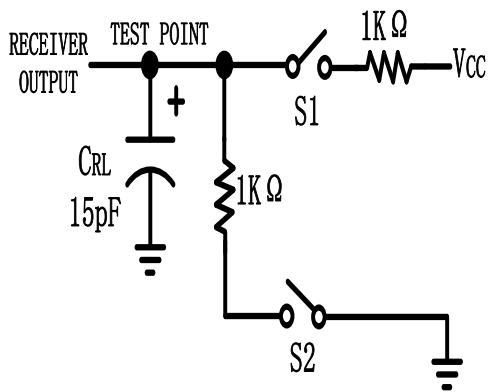 RECEIVER
OUTPUT
TEST POINT
1KΩ
VCC
S1
+
CRL
15pF
1KΩ
S2